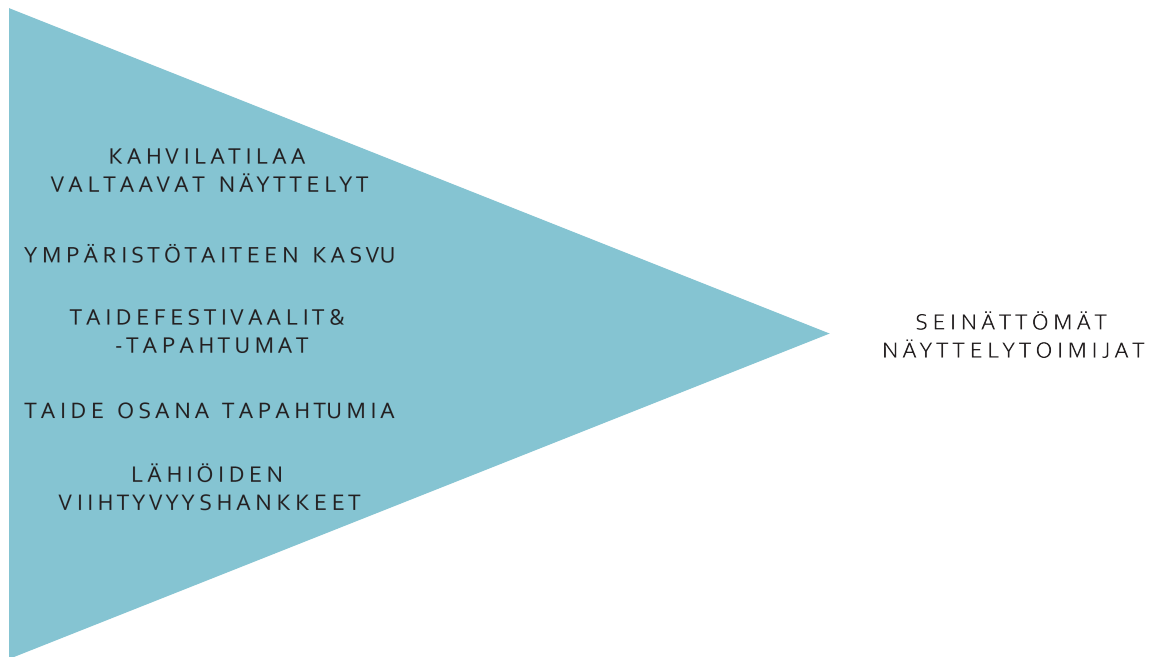 KAHVILATILAA
VALTAAVAT NÄYTTELYT
YMPÄRISTÖTAITEEN KASVU
TAIDEFESTIVAALIT&
-TAPAHTUMAT
TAIDE OSANA TAPAHTUMIA
LÄHIÖIDEN
VIIHTYVYYSHANKKEET
SEINÄTTÖMÄT
NÄYTTELYTOIMIJAT